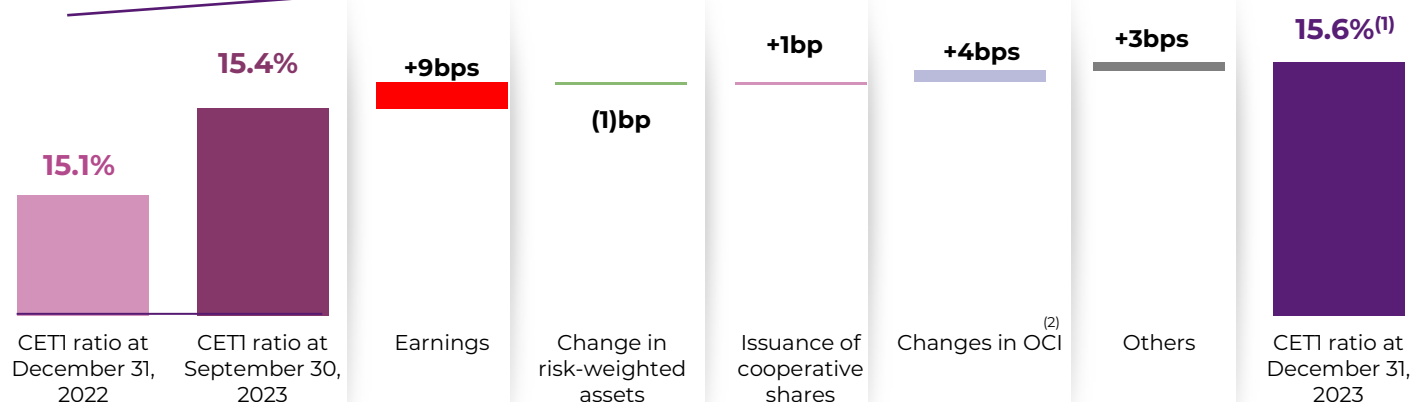 15.1%
15.4%
+9bps
(1)bp
+1bp
+4bps
+3bps
15.6%(1)
CET1 ratio at
December 31,
2022
CET1 ratio at
September 30,
2023
Earnings
Change in
risk-weighted
assets
Issuance of
cooperative
shares
Changes in OCI (2)
Others
CET1 ratio at
December 31,
2023